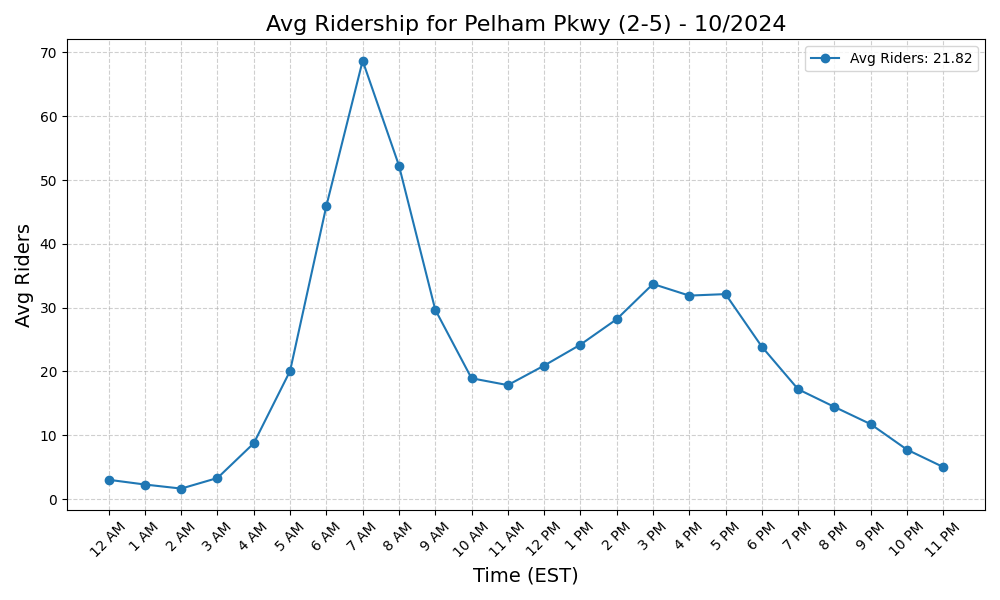 Avg Ridership for Pelham Pkwy (2-5) - 10/2024
Avg Riders: 21.82
Avg Riders
70
60
50
40
30
20
10
0
12 AM
1 AM
2 AM
3 AM
4 AM
5 AM
6 AM
7 AM
8 AM
9 AM
10 AM
11 AM
12 PM
1 PM
2 PM
3 PM
4 PM
5 PM
6 PM
7 PM
8 PM
9 PM
10 PM
11 PM
Time (EST)